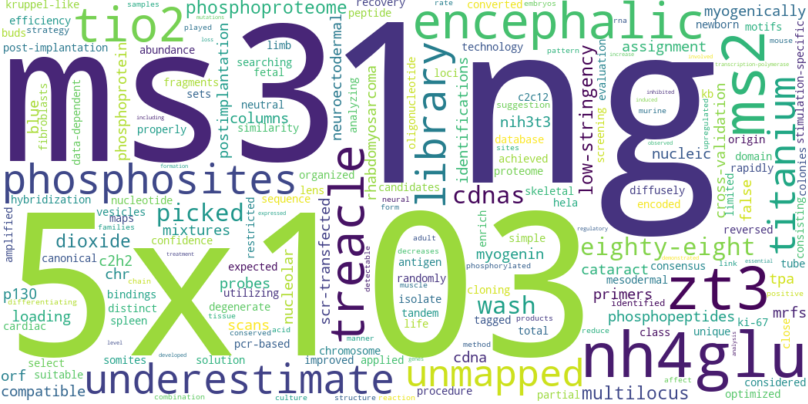 kruppel-like
samples
tio2
phosphoproteome
recovery
peptide
rate
embryos
converted
encephalic
myogenically
efficiency
strategy
mutations
played
loss
rna
newborn
motifs
buds
post-implantation
abundance
limb
searching
fetal
technology
pattern
increase
assignment
mouse
transcription-polymerase
ms31
ng
library
ms2
blue
fibroblasts
data-dependent
phosphoprotein
fragments
sets
neutral
columns
similarity
properly
postimplantation
neuroectodermal
including
analyzing
rhabdomyosarcoma
oligonucleotide
loci
c2c12
suggestion
nih3t3
database
sites
achieved
proteome
identifications
low-stringency
screening
evaluation
inhibited
induced
murine
nucleic
upregulated
kb
cross-validation
limited
origin
domain
rapidly
false
titanium
stimulation-specific
colonies
consisting
phosphosites
formation
organized
lens
candidates
cdnas
skeletal
hela
diffusely
encoded
reversed
hybridization
nucleotide
vesicles
maps
families
picked
mixtures
sequence
expressed
treacle
neural
form
amplified
dioxide
canonical
confidence
treatment
restricted
expected
scr-transfected
adult
decreases
antigen
muscle
phosphorylated
myogenin
enrich
simple
eighty-eight
regulatory
cataract
consensus
link
essential
tube
mesodermal
positive
5x103
p130
c2h2
chr
differentiating
chain
bindings
probes
utilizing
nucleolar
detectable
randomly
isolate
tandem
life
cloning
tagged
products
total
wash
reduce
primers
identified
zt3
tpa
loading
distinct
cardiac
spleen
degenerate
tissue
scans
conserved
acid
pcr-based
phosphopeptides
class
unique
ki-67
close
mrfs
level
somites
select
suitable
solution
developed
improved
chromosome
applied
manner
genes
cdna
method
unmapped
procedure
partial
affect
analysis
nh4glu
multilocus
considered
optimized
orf
compatible
underestimate
combination
culture
structure
reaction